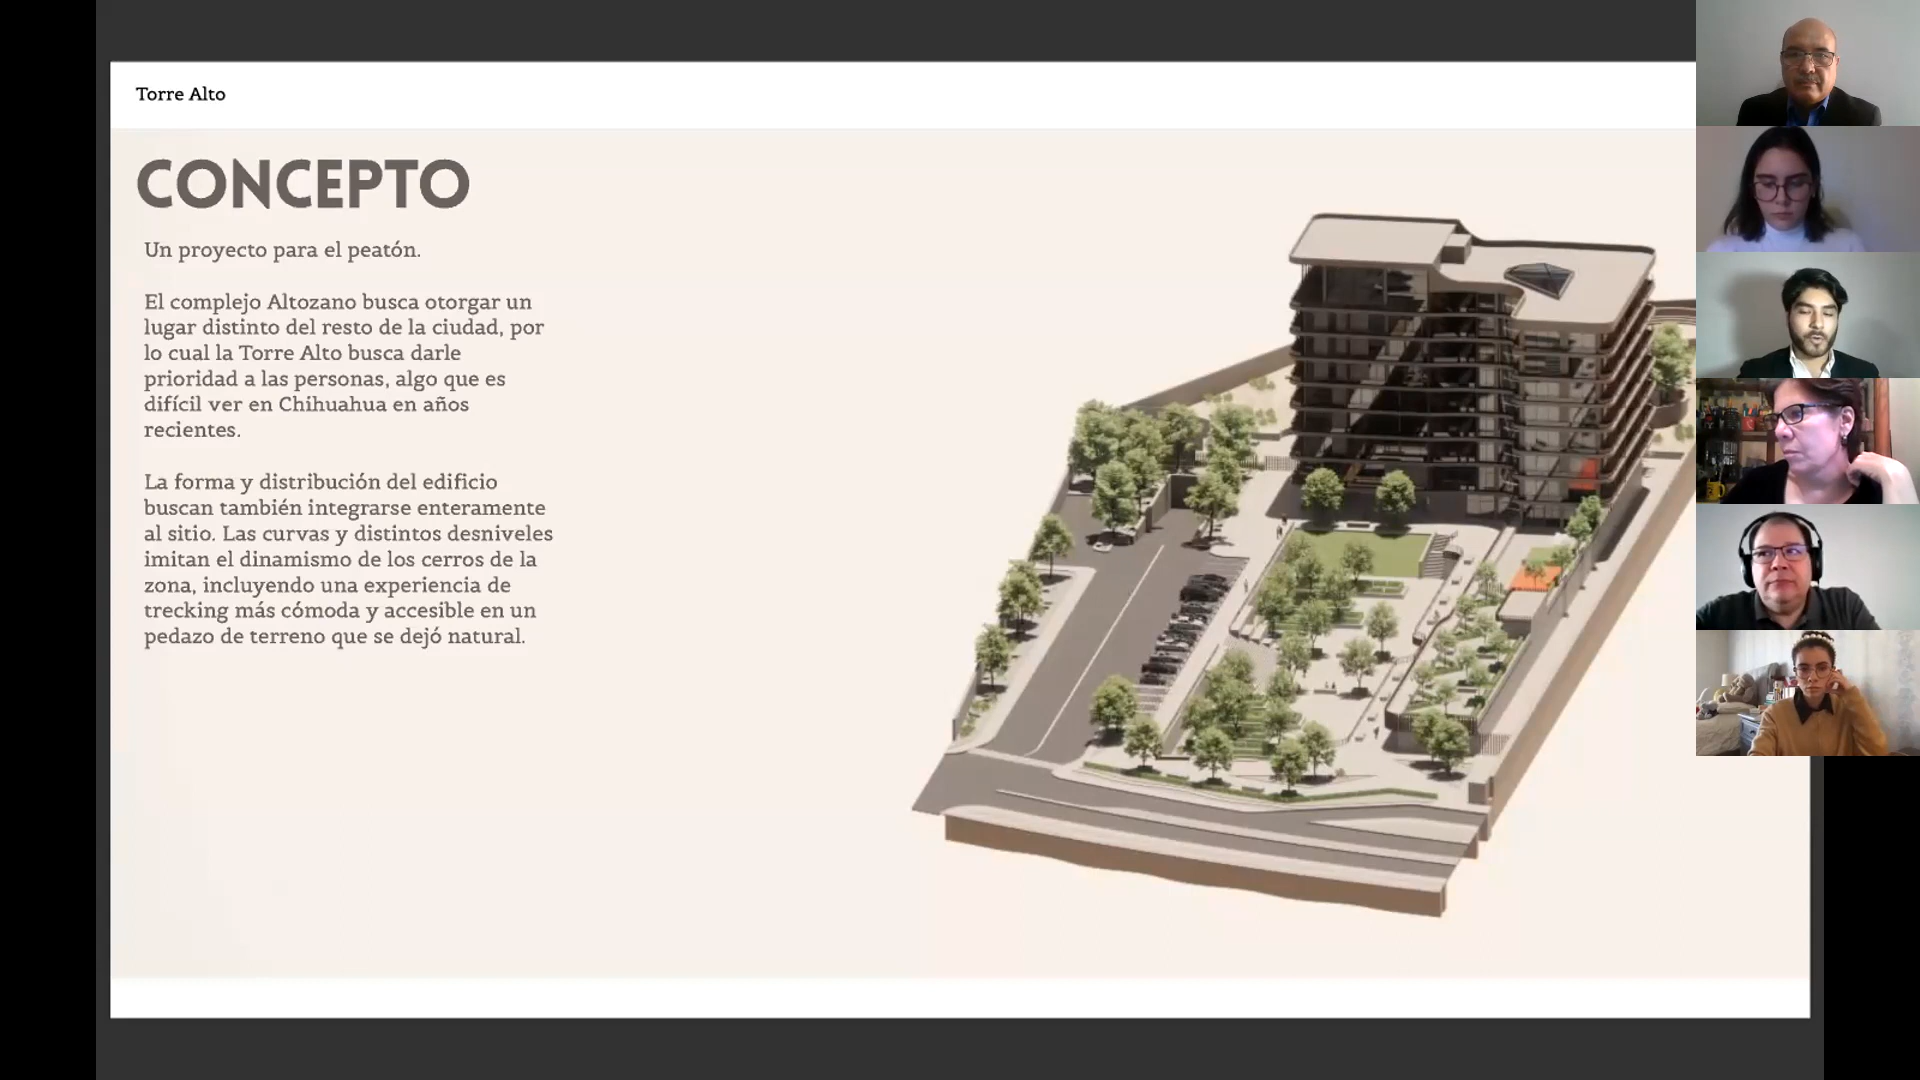 Torre Alto
CONCEPTO
Un proyecto para el peatón.
El complejo Altozano busca otorgar un
lugar distinto del resto de la ciudad, por
lo cual la Torre Alto busca darle
prioridad a las personas, algo que es
difícil ver en Chihuahua en años
recientes.
La forma y distribución del edificio
buscan también integrarse enteramente
al sitio. Las curvas y distintos desniveles
imitan el dinamismo de los cerros de la
zona, incluyendo una experiencia de
trecking más cómoda y accesible en un
pedazo de terreno que se dejó natural.